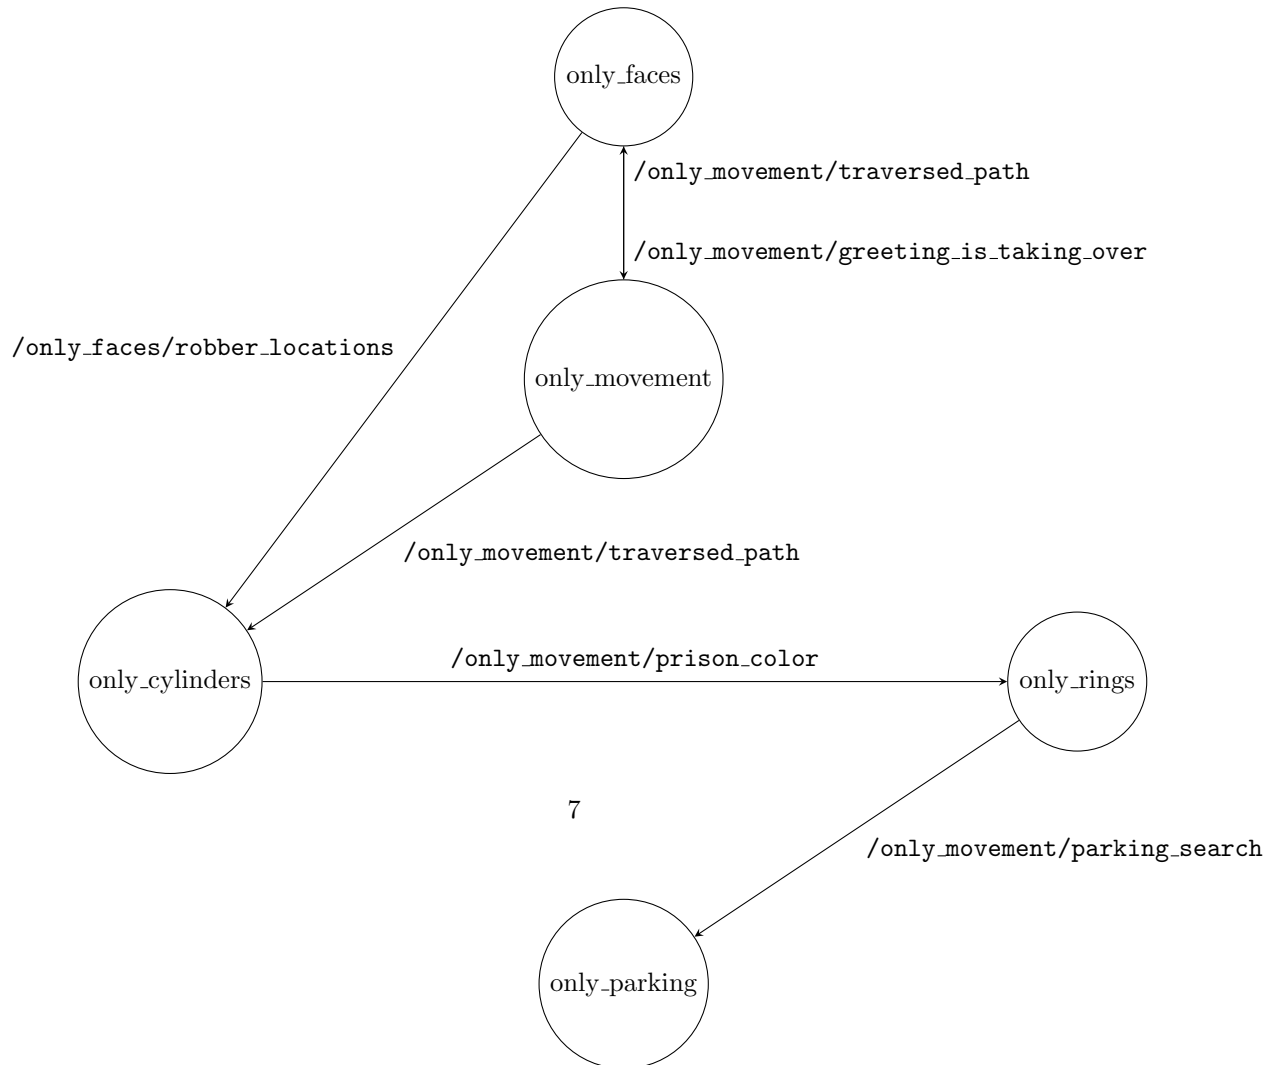 only_faces
/only_movement/traversed_path
/only_movement/greeting_is_taking_over
/only_faces/robber_locations
only_movement
/only_movement/traversed_path
/only_movement/prison_color
only_cylinders
only_rings
7
/only_movement/parking_search
only_parking